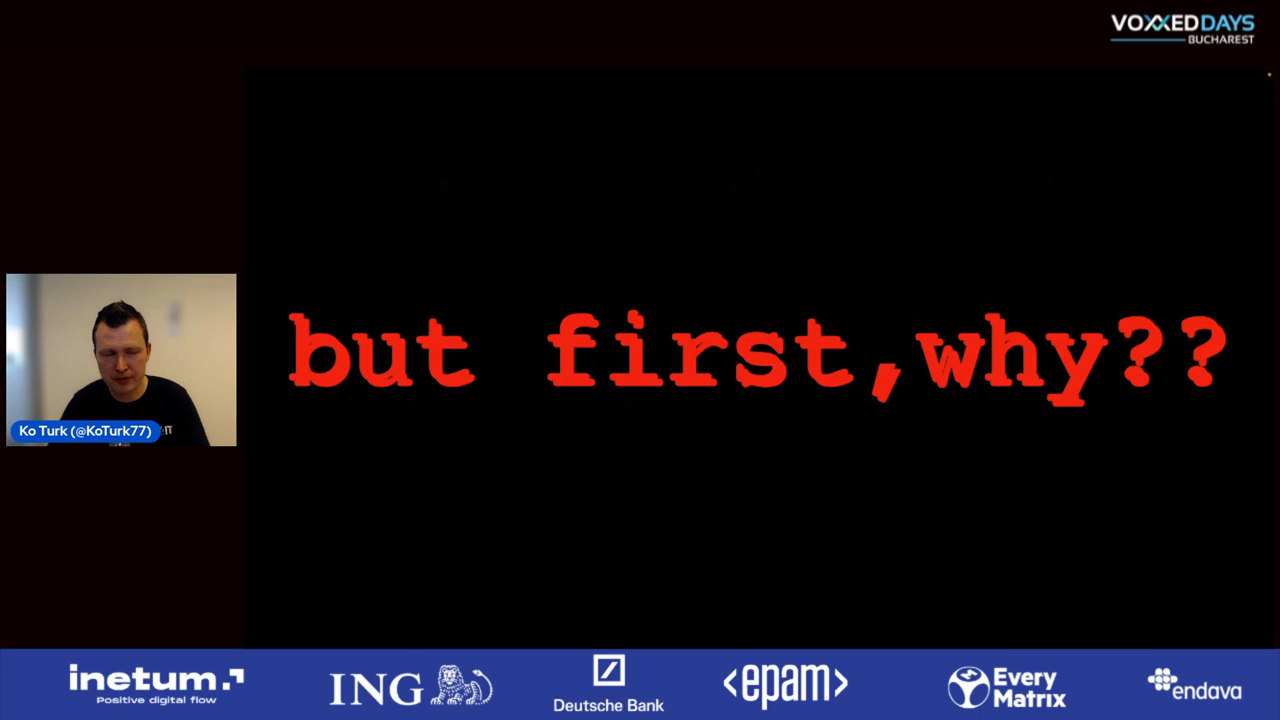 VOXXEDDAYS
BUCHAREST
but first,why??
Ko Turk (@KoTurk77)
inetum.
Positive digital flow
ING
Deutsche Bank
<epam>
Every
Matrix
endava